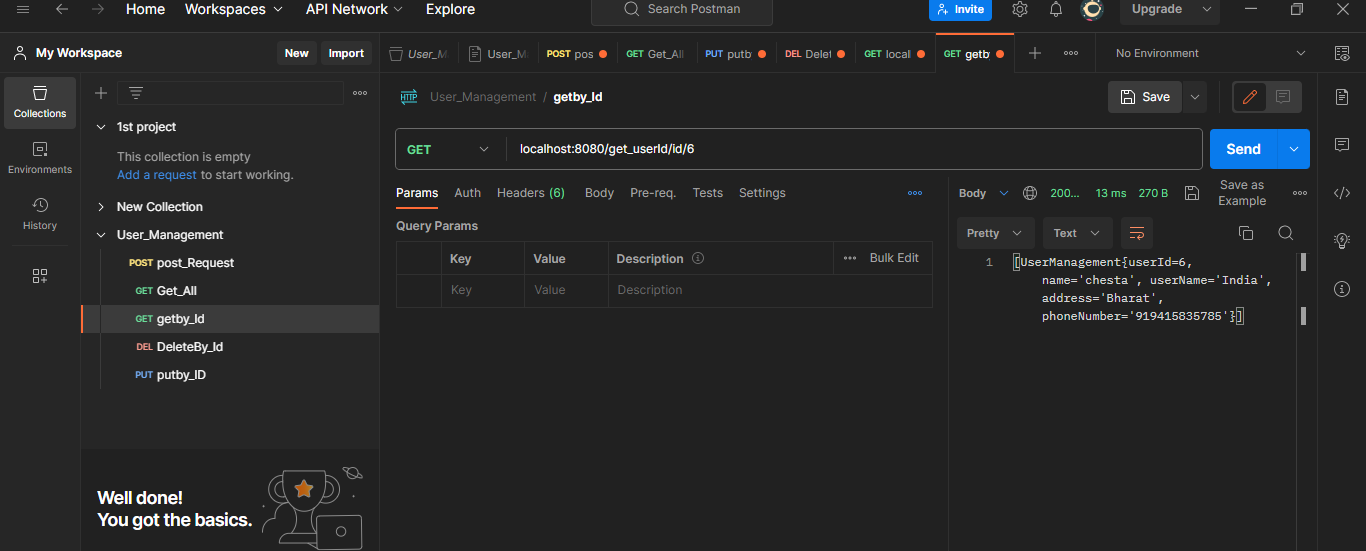 Home Workspaces API Network Explore Search Postman Invite Upgrade
My Workspace New Import
User_M User_M POST pos GET Get_All PUT putb DEL Delet GET local GET getby No Environment
Collections
Environments
History
1st project
This collection is empty
Add a request to start working.
New Collection
User_Management
POST post_Request
GET Get_All
GET getby_Id
DEL DeleteBy_Id
PUT putby_ID
Well done!
You got the basics.
HTTP User_Management / getby_Id Save
GET localhost:8080/get_userId/id/6 Send
Params Auth Headers (6) Body Pre-req. Tests Settings
Query Params
Key Value Description Bulk Edit
Key Value Description
Body 200... 13 ms 270 B Save as
Example
Pretty Text
1 [UserManagement{userId=6,
name='chesta', userName='India',
address='Bharat',
phoneNumber='919415835785'}]